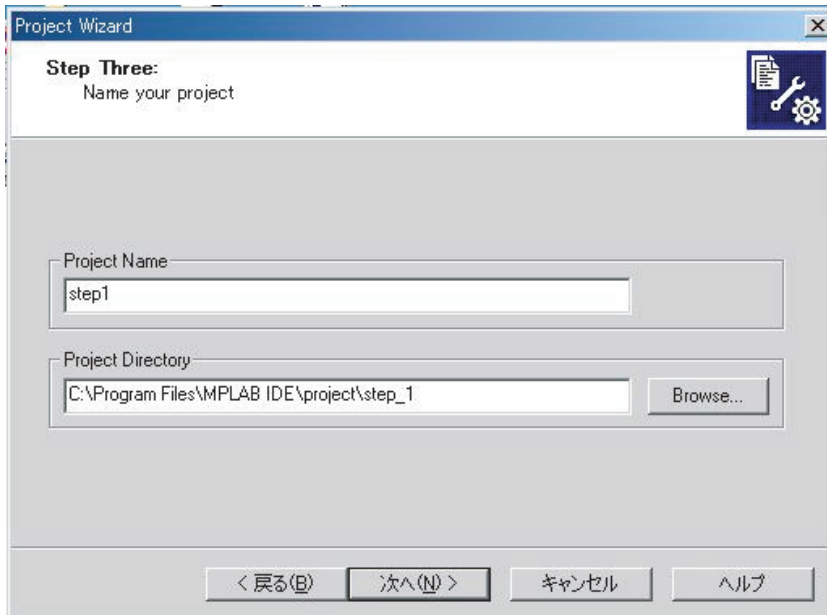 Project Wizard
Step Three:
Name your project
Project Name
step1
Project Directory
C:\Program Files\MPLAB IDE\project\step_1
Browse...
< 戻る(B)
次へ(N) >
キャンセル
ヘルプ